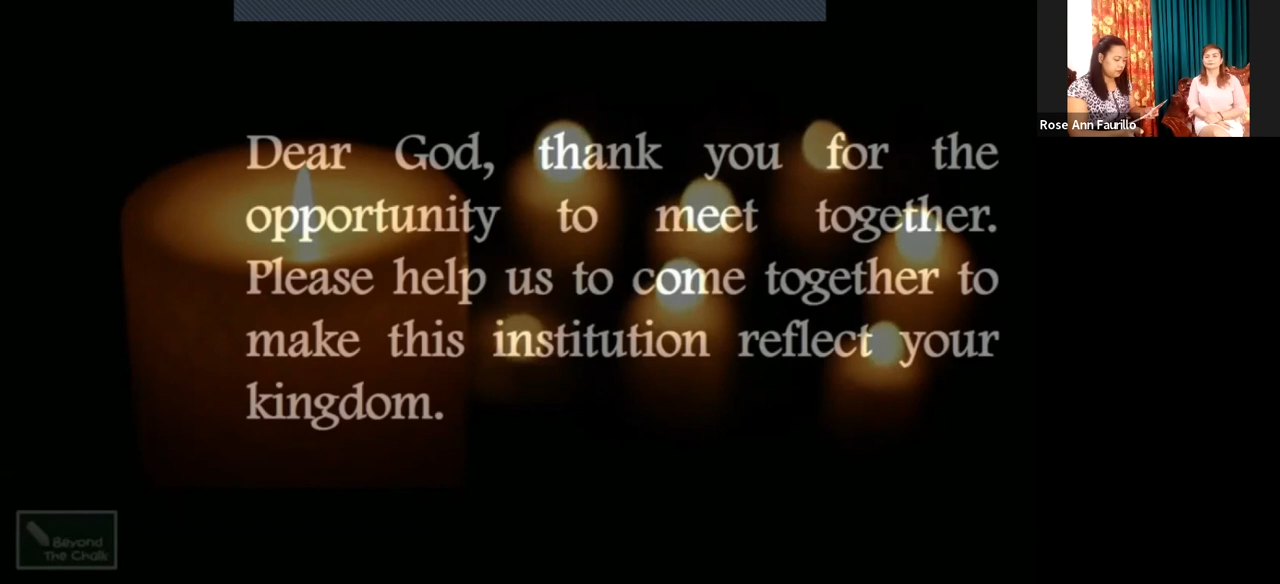 Dear God, thank you for the
opportunity to meet together.
Please help us to come together to
make this institution reflect your
kingdom.
Rose Ann Faurillo
Beyond
The Chalk